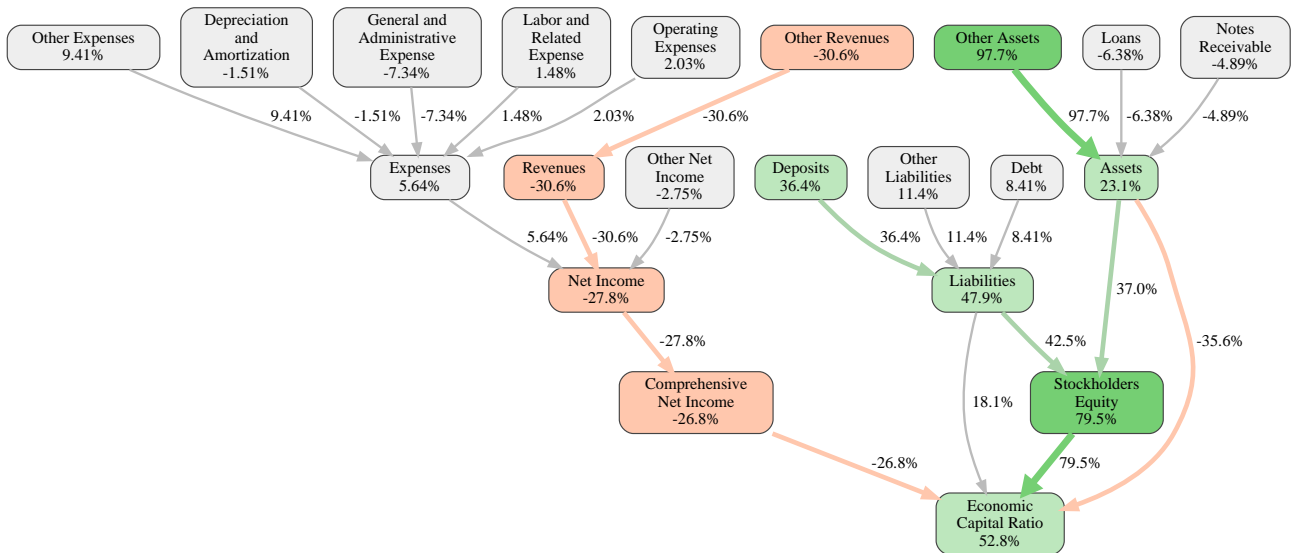 Other Expenses
9.41%
Depreciation
and
Amortization
-1.51%
General and
Administrative
Expense
-7.34%
Labor and
Related
Expense
1.48%
Operating
Expenses
2.03%
Other Revenues
-30.6%
Other Assets
97.7%
Loans
-6.38%
Notes
Receivable
-4.89%
9.41%
-1.51%
-7.34%
1.48%
2.03%
-30.6%
97.7%
-6.38%
-4.89%
Expenses
5.64%
Revenues
-30.6%
Other Net
Income
-2.75%
Deposits
36.4%
Other
Liabilities
11.4%
Debt
8.41%
Assets
23.1%
5.64%
-30.6%
-2.75%
36.4%
11.4%
8.41%
Net Income
-27.8%
Liabilities
47.9%
37.0%
-27.8%
42.5%
-35.6%
Comprehensive
Net Income
-26.8%
18.1%
Stockholders
Equity
79.5%
-26.8%
79.5%
Economic
Capital Ratio
52.8%